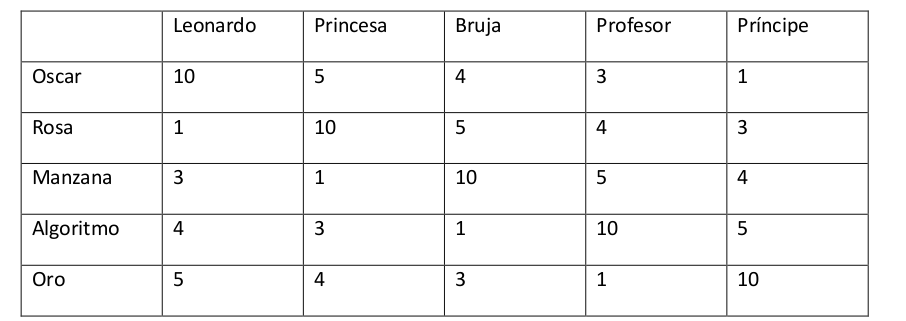 Leonardo Princesa Bruja Profesor Príncipe
Oscar 10 5 4 3 1
Rosa 1 10 5 4 3
Manzana 3 1 10 5 4
Algoritmo 4 3 1 10 5
Oro 5 4 3 1 10